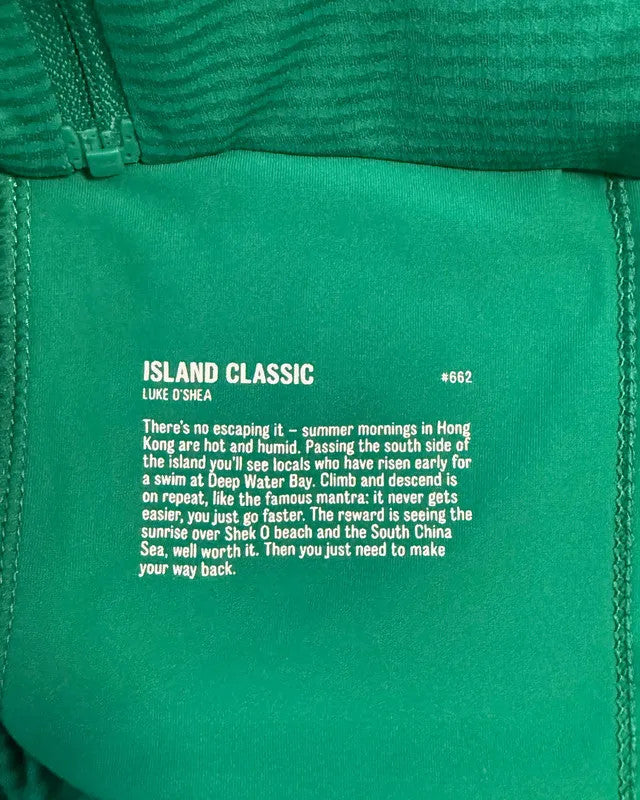 ISLAND CLASSIC #662
LUKE O'SHEA
There's no escaping it – summer mornings in Hong
Kong are hot and humid. Passing the south side of
the island you'll see locals who have risen early for
a swim at Deep Water Bay. Climb and descend is
on repeat, like the famous mantra: it never gets
easier, you just go faster. The reward is seeing the
sunrise over Shek O beach and the South China
Sea, well worth it. Then you just need to make
your way back.